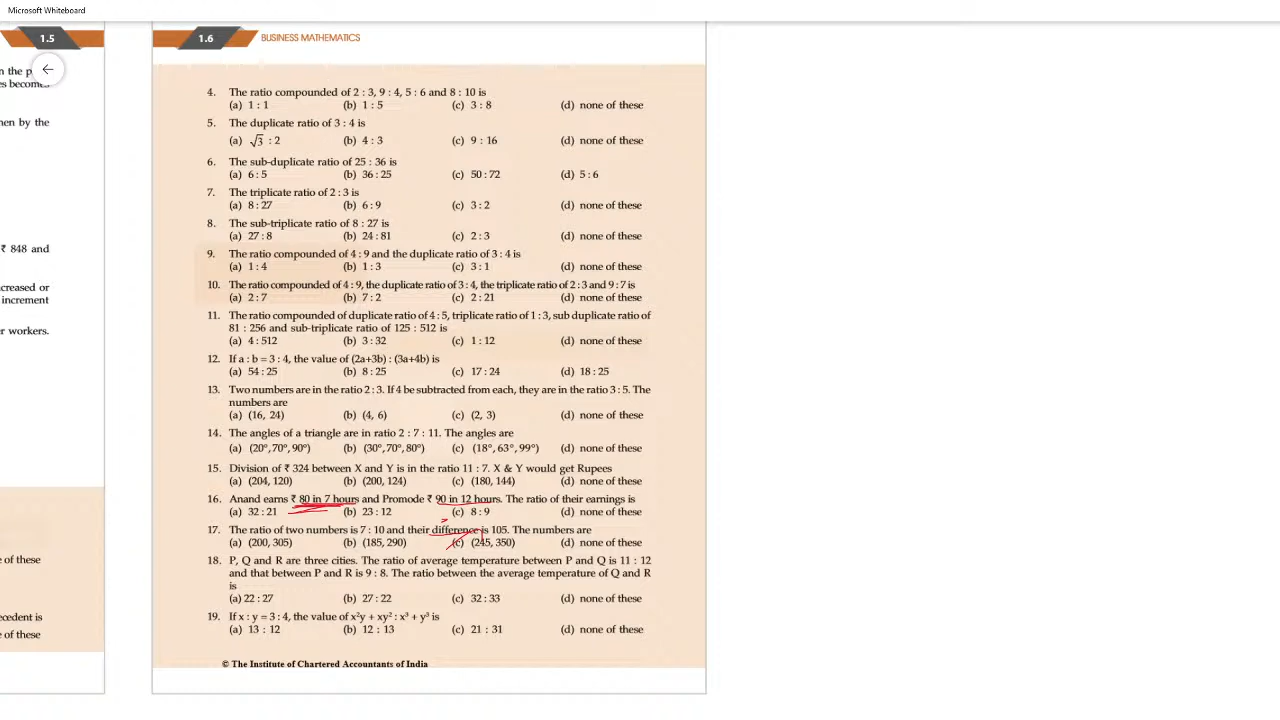 Microsoft Whiteboard
1.5
1.6 BUSINESS MATHEMATICS
n the p
es become
hen by the
₹ 848 and
creased or
increment
r workers.
e of these
ecedent is
e of these
4. The ratio compounded of 2 : 3, 9 : 4, 5 : 6 and 8 : 10 is
(a) 1 : 1 (b) 1 : 5 (c) 3 : 8 (d) none of these
5. The duplicate ratio of 3 : 4 is
(a) √3 : 2 (b) 4 : 3 (c) 9 : 16 (d) none of these
6. The sub-duplicate ratio of 25 : 36 is
(a) 6 : 5 (b) 36 : 25 (c) 50 : 72 (d) 5 : 6
7. The triplicate ratio of 2 : 3 is
(a) 8 : 27 (b) 6 : 9 (c) 3 : 2 (d) none of these
8. The sub-triplicate ratio of 8 : 27 is
(a) 27 : 8 (b) 24 : 81 (c) 2 : 3 (d) none of these
9. The ratio compounded of 4 : 9 and the duplicate ratio of 3 : 4 is
(a) 1 : 4 (b) 1 : 3 (c) 3 : 1 (d) none of these
10. The ratio compounded of 4 : 9, the duplicate ratio of 3 : 4, the triplicate ratio of 2 : 3 and 9 : 7 is
(a) 2 : 7 (b) 7 : 2 (c) 2 : 21 (d) none of these
11. The ratio compounded of duplicate ratio of 4 : 5, triplicate ratio of 1 : 3, sub duplicate ratio of
81 : 256 and sub-triplicate ratio of 125 : 512 is
(a) 4 : 512 (b) 3 : 32 (c) 1 : 12 (d) none of these
12. If a : b = 3 : 4, the value of (2a+3b) : (3a+4b) is
(a) 54 : 25 (b) 8 : 25 (c) 17 : 24 (d) 18 : 25
13. Two numbers are in the ratio 2 : 3. If 4 be subtracted from each, they are in the ratio 3 : 5. The
numbers are
(a) (16, 24) (b) (4, 6) (c) (2, 3) (d) none of these
14. The angles of a triangle are in ratio 2 : 7 : 11. The angles are
(a) (20°, 70°, 90°) (b) (30°, 70°, 80°) (c) (18°, 63°, 99°) (d) none of these
15. Division of ₹ 324 between X and Y is in the ratio 11 : 7. X & Y would get Rupees
(a) (204, 120) (b) (200, 124) (c) (180, 144) (d) none of these
16. Anand earns ₹ 80 in 7 hours and Promode ₹ 90 in 12 hours. The ratio of their earnings is
(a) 32 : 21 (b) 23 : 12 (c) 8 : 9 (d) none of these
17. The ratio of two numbers is 7 : 10 and their difference is 105. The numbers are
(a) (200, 305) (b) (185, 290) (c) (245, 350) (d) none of these
18. P, Q and R are three cities. The ratio of average temperature between P and Q is 11 : 12
and that between P and R is 9 : 8. The ratio between the average temperature of Q and R
is
(a) 22 : 27 (b) 27 : 22 (c) 32 : 33 (d) none of these
19. If x : y = 3 : 4, the value of x²y + xy² : x³ + y³ is
(a) 13 : 12 (b) 12 : 13 (c) 21 : 31 (d) none of these
© The Institute of Chartered Accountants of India